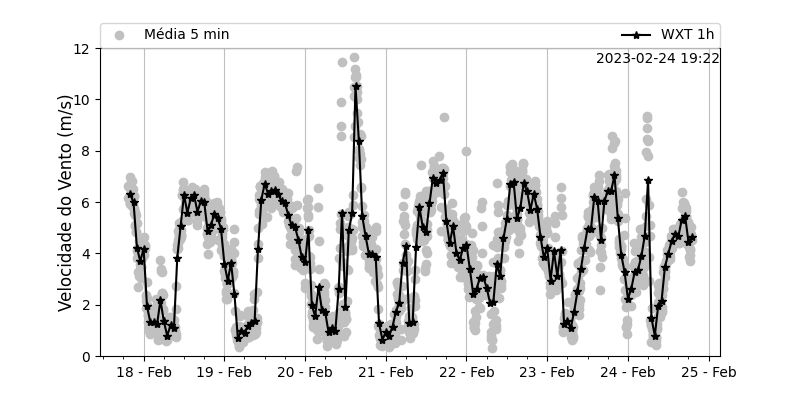 Média 5 min
WXT 1h
2023-02-24 19:22
Velocidade do Vento (m/s)
12
10
8
6
4
2
0
18 - Feb
19 - Feb
20 - Feb
21 - Feb
22 - Feb
23 - Feb
24 - Feb
25 - Feb